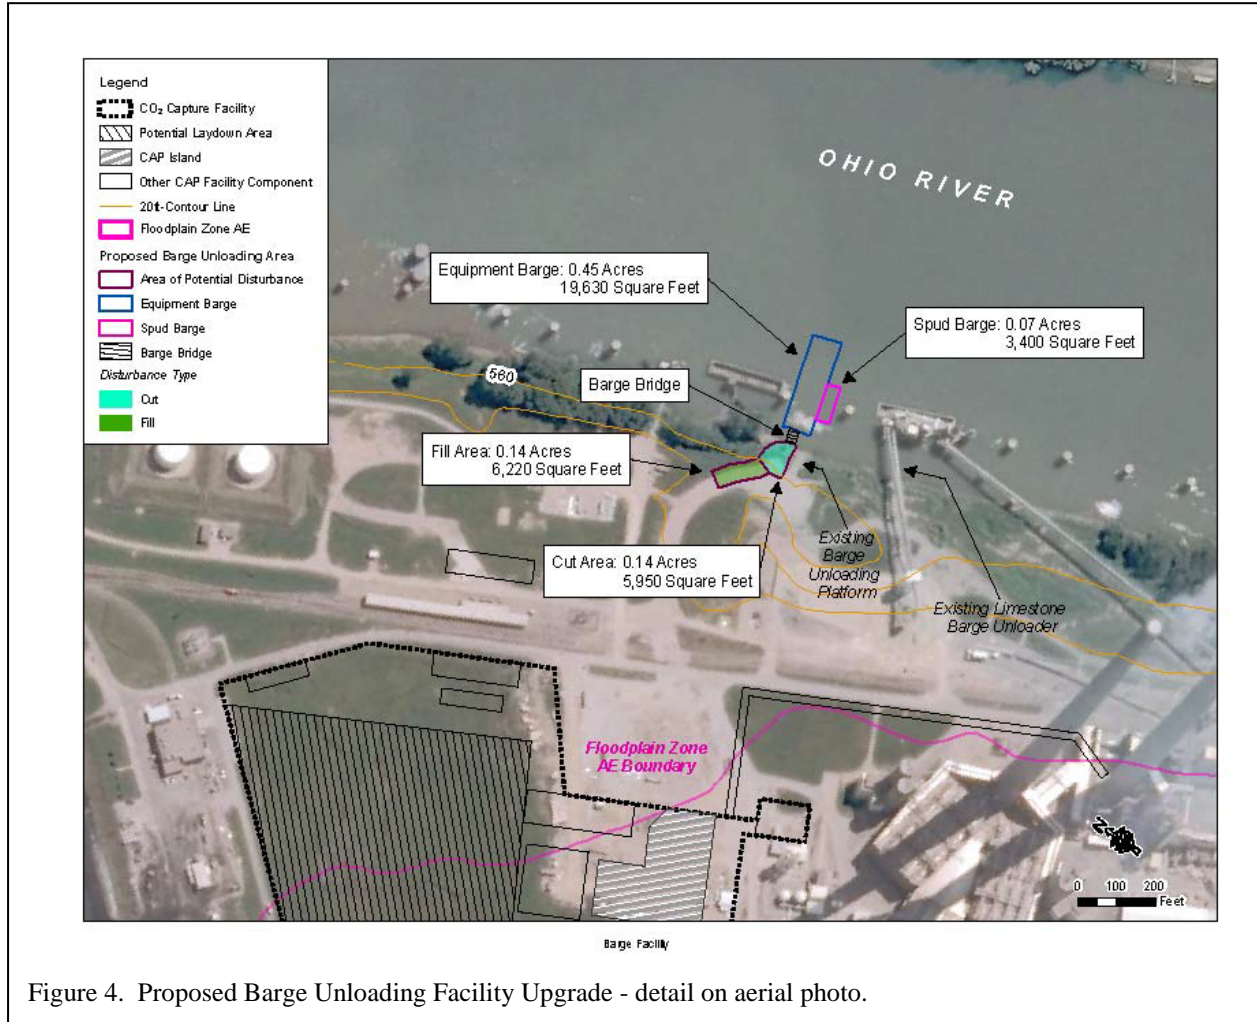 Legend
CO₂ Capture Facility
Potential Laydown Area
CAP Island
Other CAP Facility Component
20ft-Contour Line
Floodplain Zone AE
Proposed Barge Unloading Area
Area of Potential Disturbance
Equipment Barge
Spud Barge
Barge Bridge
Disturbance Type
Cut
Fill
OHIO RIVER
Equipment Barge: 0.45 Acres
19,630 Square Feet
Spud Barge: 0.07 Acres
3,400 Square Feet
560
Barge Bridge
Fill Area: 0.14 Acres
6,220 Square Feet
Cut Area: 0.14 Acres
5,950 Square Feet
Existing
Barge
Unloading
Platform
Existing Limestone
Barge Unloader
Floodplain Zone
AE Boundary
0 100 200
Feet
Barge Facility
Figure 4. Proposed Barge Unloading Facility Upgrade - detail on aerial photo.